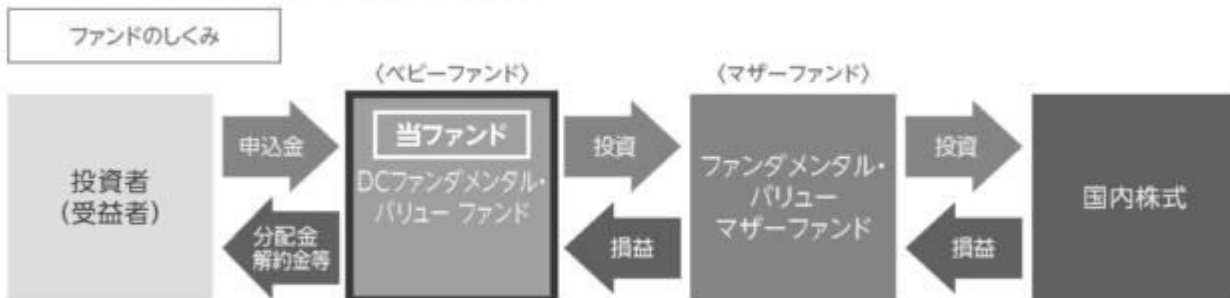 ファンドのしくみ
〈ベビーファンド〉
〈マザーファンド〉
投資者
(受益者)
申込金
分配金
解約金等
当ファンド
DCファンダメンタル・
バリュー ファンド
投資
損益
ファンダメンタル・
バリュー
マザーファンド
投資
損益
国内株式